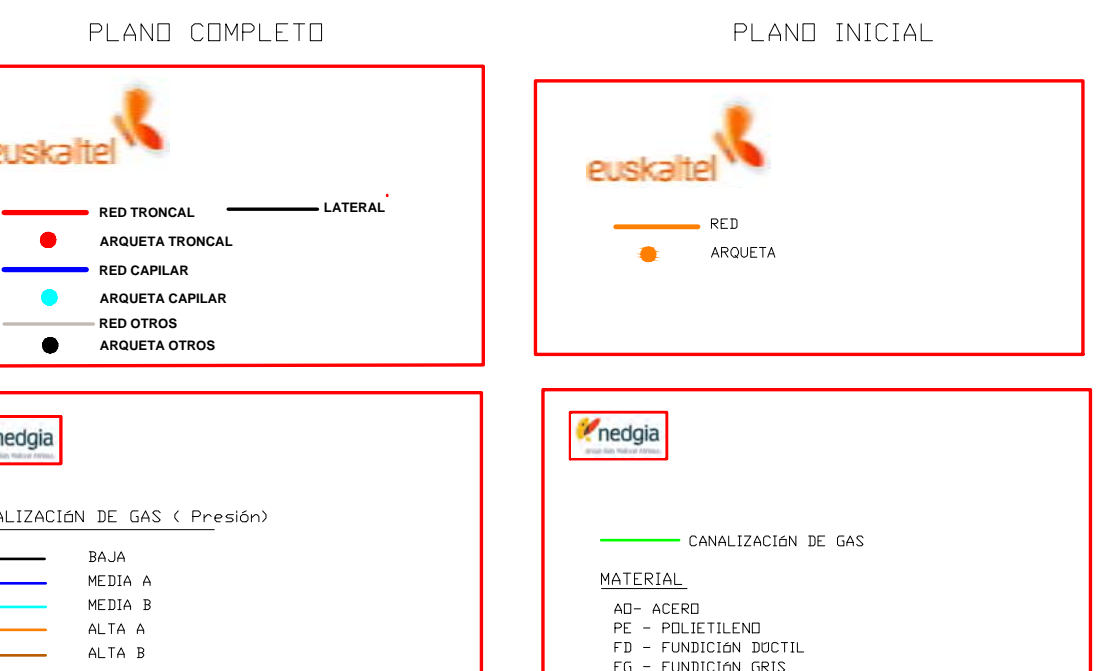 PLANO COMPLETO
euskaltel
RED TRONCAL
LATERAL
ARQUETA TRONCAL
RED CAPILAR
ARQUETA CAPILAR
RED OTROS
ARQUETA OTROS
nedgia
ALIZACIóN DE GAS ( Presión)
BAJA
MEDIA A
MEDIA B
ALTA A
ALTA B
PLANO INICIAL
euskaltel
RED
ARQUETA
nedgia
CANALIZACIóN DE GAS
MATERIAL
AO- ACERO
PE - POLIETILENO
FD - FUNDICIóN DÚCTIL
FG - FUNDICIóN GRIS